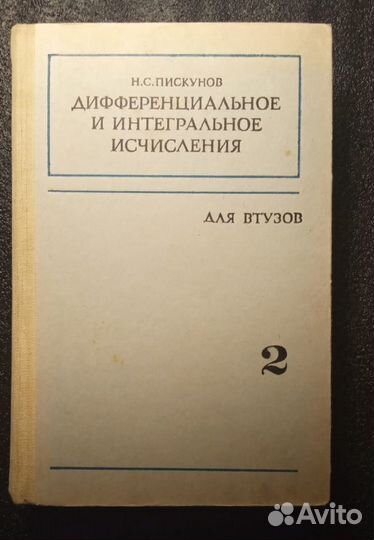 Н.С.ПИСКУНОВ
ДИФФЕРЕНЦИАЛЬНОЕ
И ИНТЕГРАЛЬНОЕ
ИСЧИСЛЕНИЯ
ДЛЯ ВТУЗОВ
2
Avito